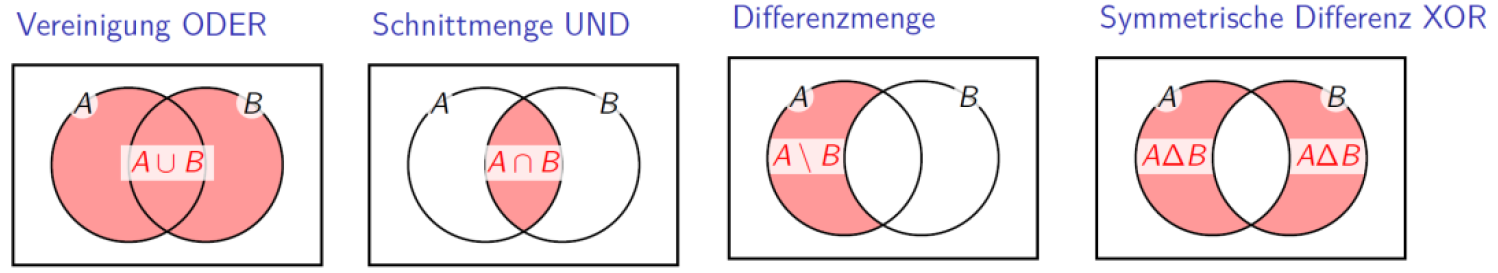 Vereinigung ODER
A
B
A ∪ B
Schnittmenge UND
A
B
A ∩ B
Differenzmenge
A
B
A \ B
Symmetrische Differenz XOR
A
B
AΔB
AΔB